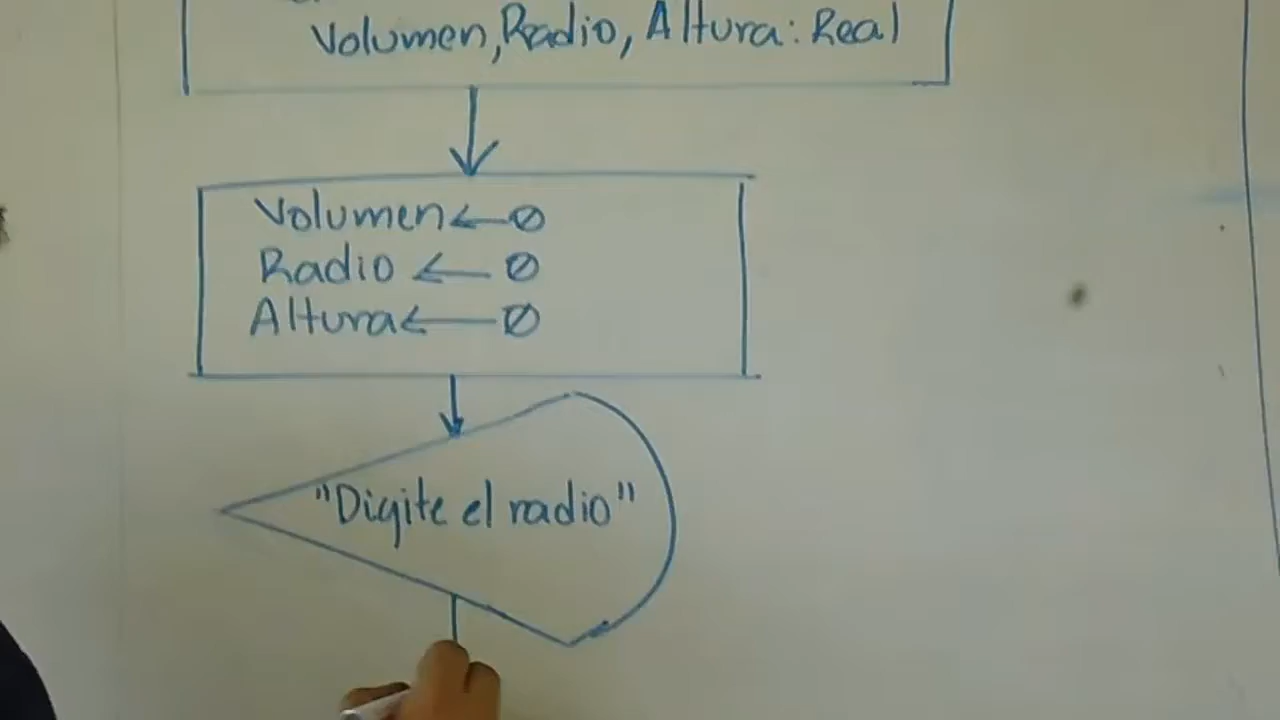 Volumen, Radio, Altura: Real
Volumen ← 0
Radio ← 0
Altura ← 0
"Digite el radio"